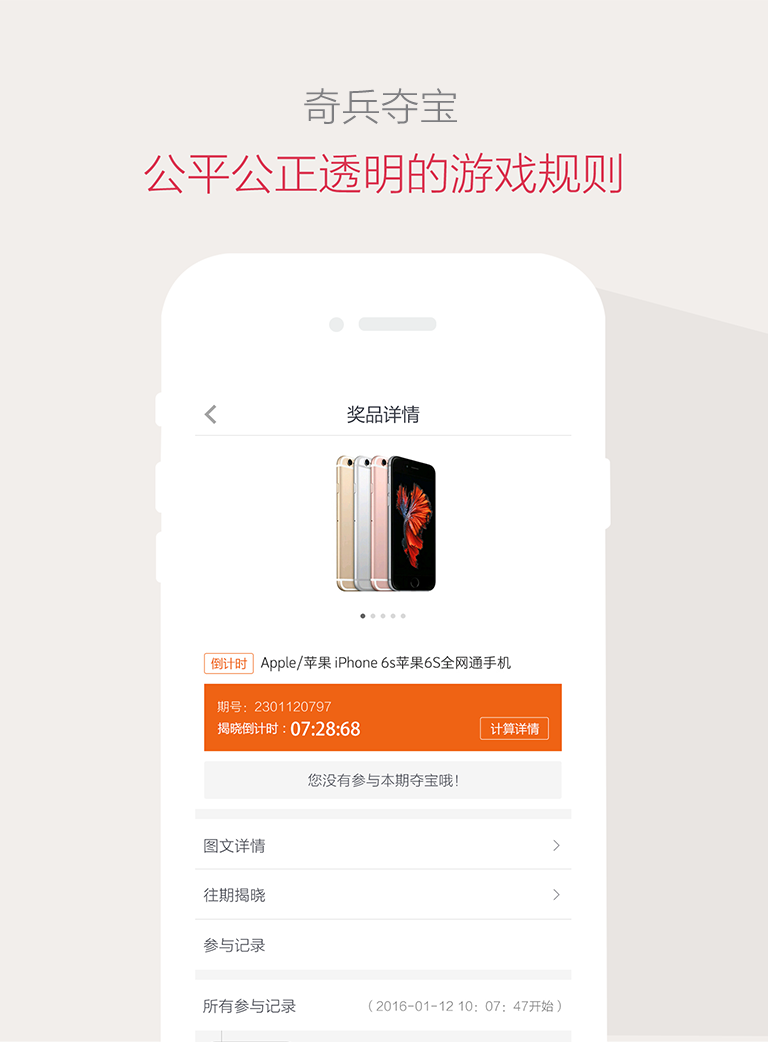 奇兵夺宝
公平公正透明的游戏规则
奖品详情
倒计时 Apple/苹果 iPhone 6s苹果6S全网通手机
期号：2301120797
揭晓倒计时：07:28:68 计算详情
您没有参与本期夺宝哦！
图文详情
往期揭晓
参与记录
所有参与记录 （2016-01-12 10：07：47开始）